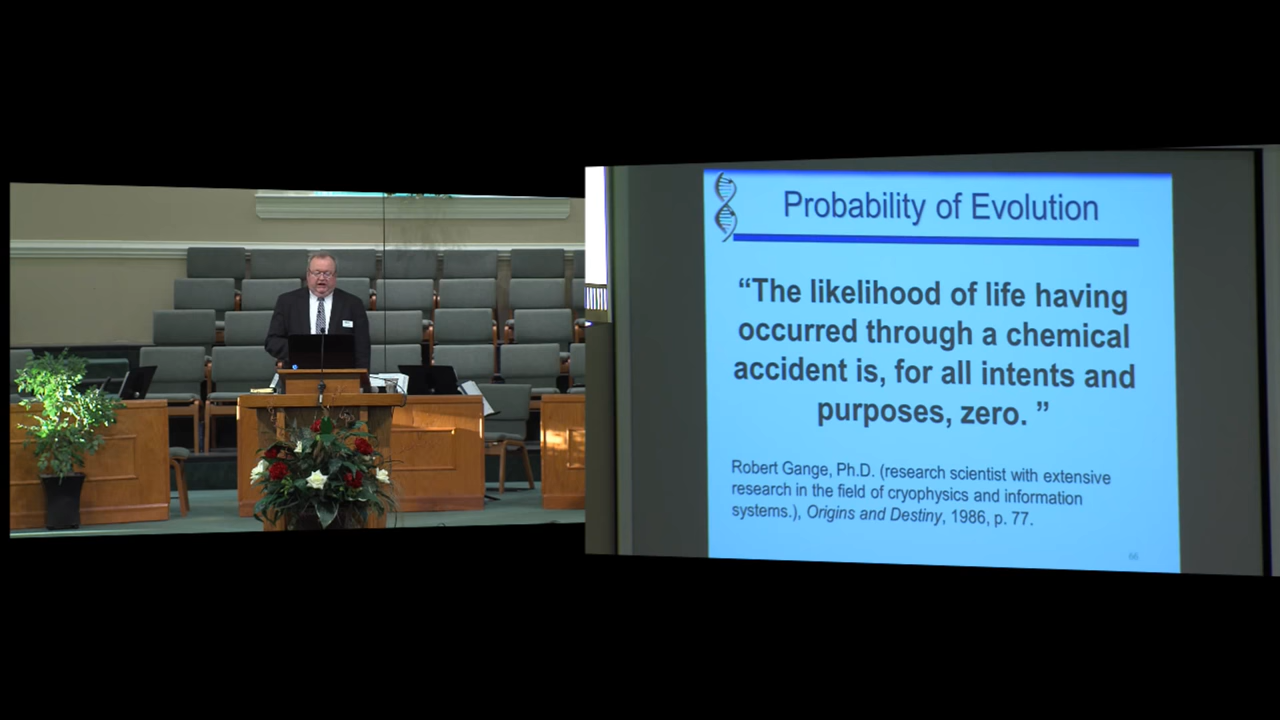 Probability of Evolution
“The likelihood of life having
occurred through a chemical
accident is, for all intents and
purposes, zero. ”
Robert Gange, Ph.D. (research scientist with extensive
research in the field of cryophysics and information
systems.), Origins and Destiny, 1986, p. 77.
66